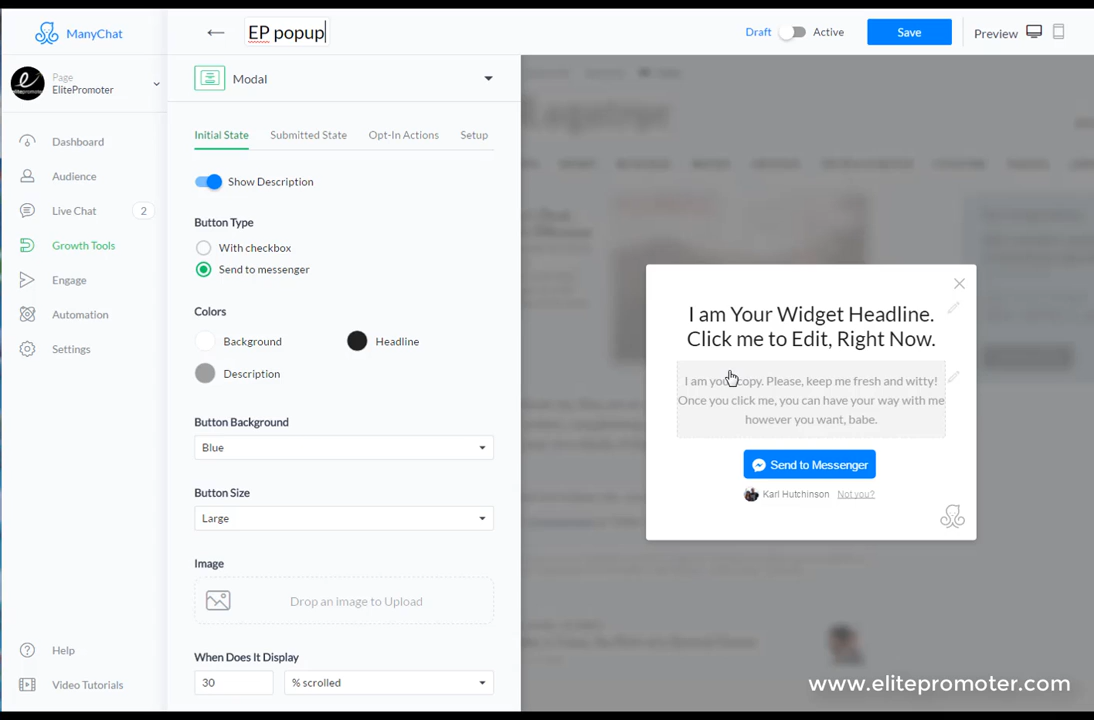 ManyChat
EP popup
Draft
Active
Save
Preview
Page
ElitePromoter
Dashboard
Audience
Live Chat
2
Growth Tools
Engage
Automation
Settings
Help
Video Tutorials
Modal
Initial State
Submitted State
Opt-In Actions
Setup
Show Description
Button Type
With checkbox
Send to messenger
Colors
Background
Headline
Description
Button Background
Blue
Button Size
Large
Image
Drop an image to Upload
When Does It Display
30
% scrolled
I am Your Widget Headline.
Click me to Edit, Right Now.
I am your copy. Please, keep me fresh and witty!
Once you click me, you can have your way with me
however you want, babe.
Send to Messenger
Karl Hutchinson Not you?
www.elitepromoter.com